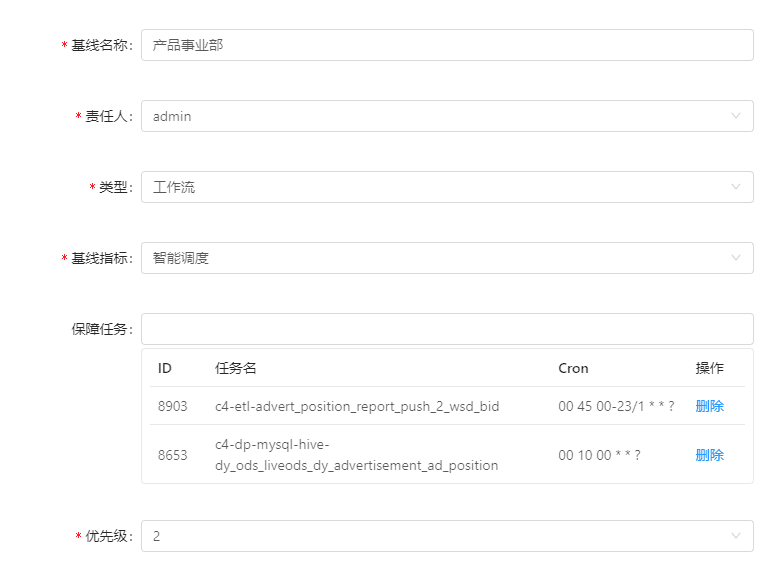 * 基线名称： 产品事业部
* 责任人： admin
* 类型： 工作流
* 基线指标： 智能调度
保障任务：
ID 任务名 Cron 操作
8903 c4-etl-advert_position_report_push_2_wsd_bid 00 45 00-23/1 * * ? 删除
c4-dp-mysql-hive-
8653 dy_ods_liveods_dy_advertisement_ad_position 00 10 00 * * ? 删除
* 优先级： 2